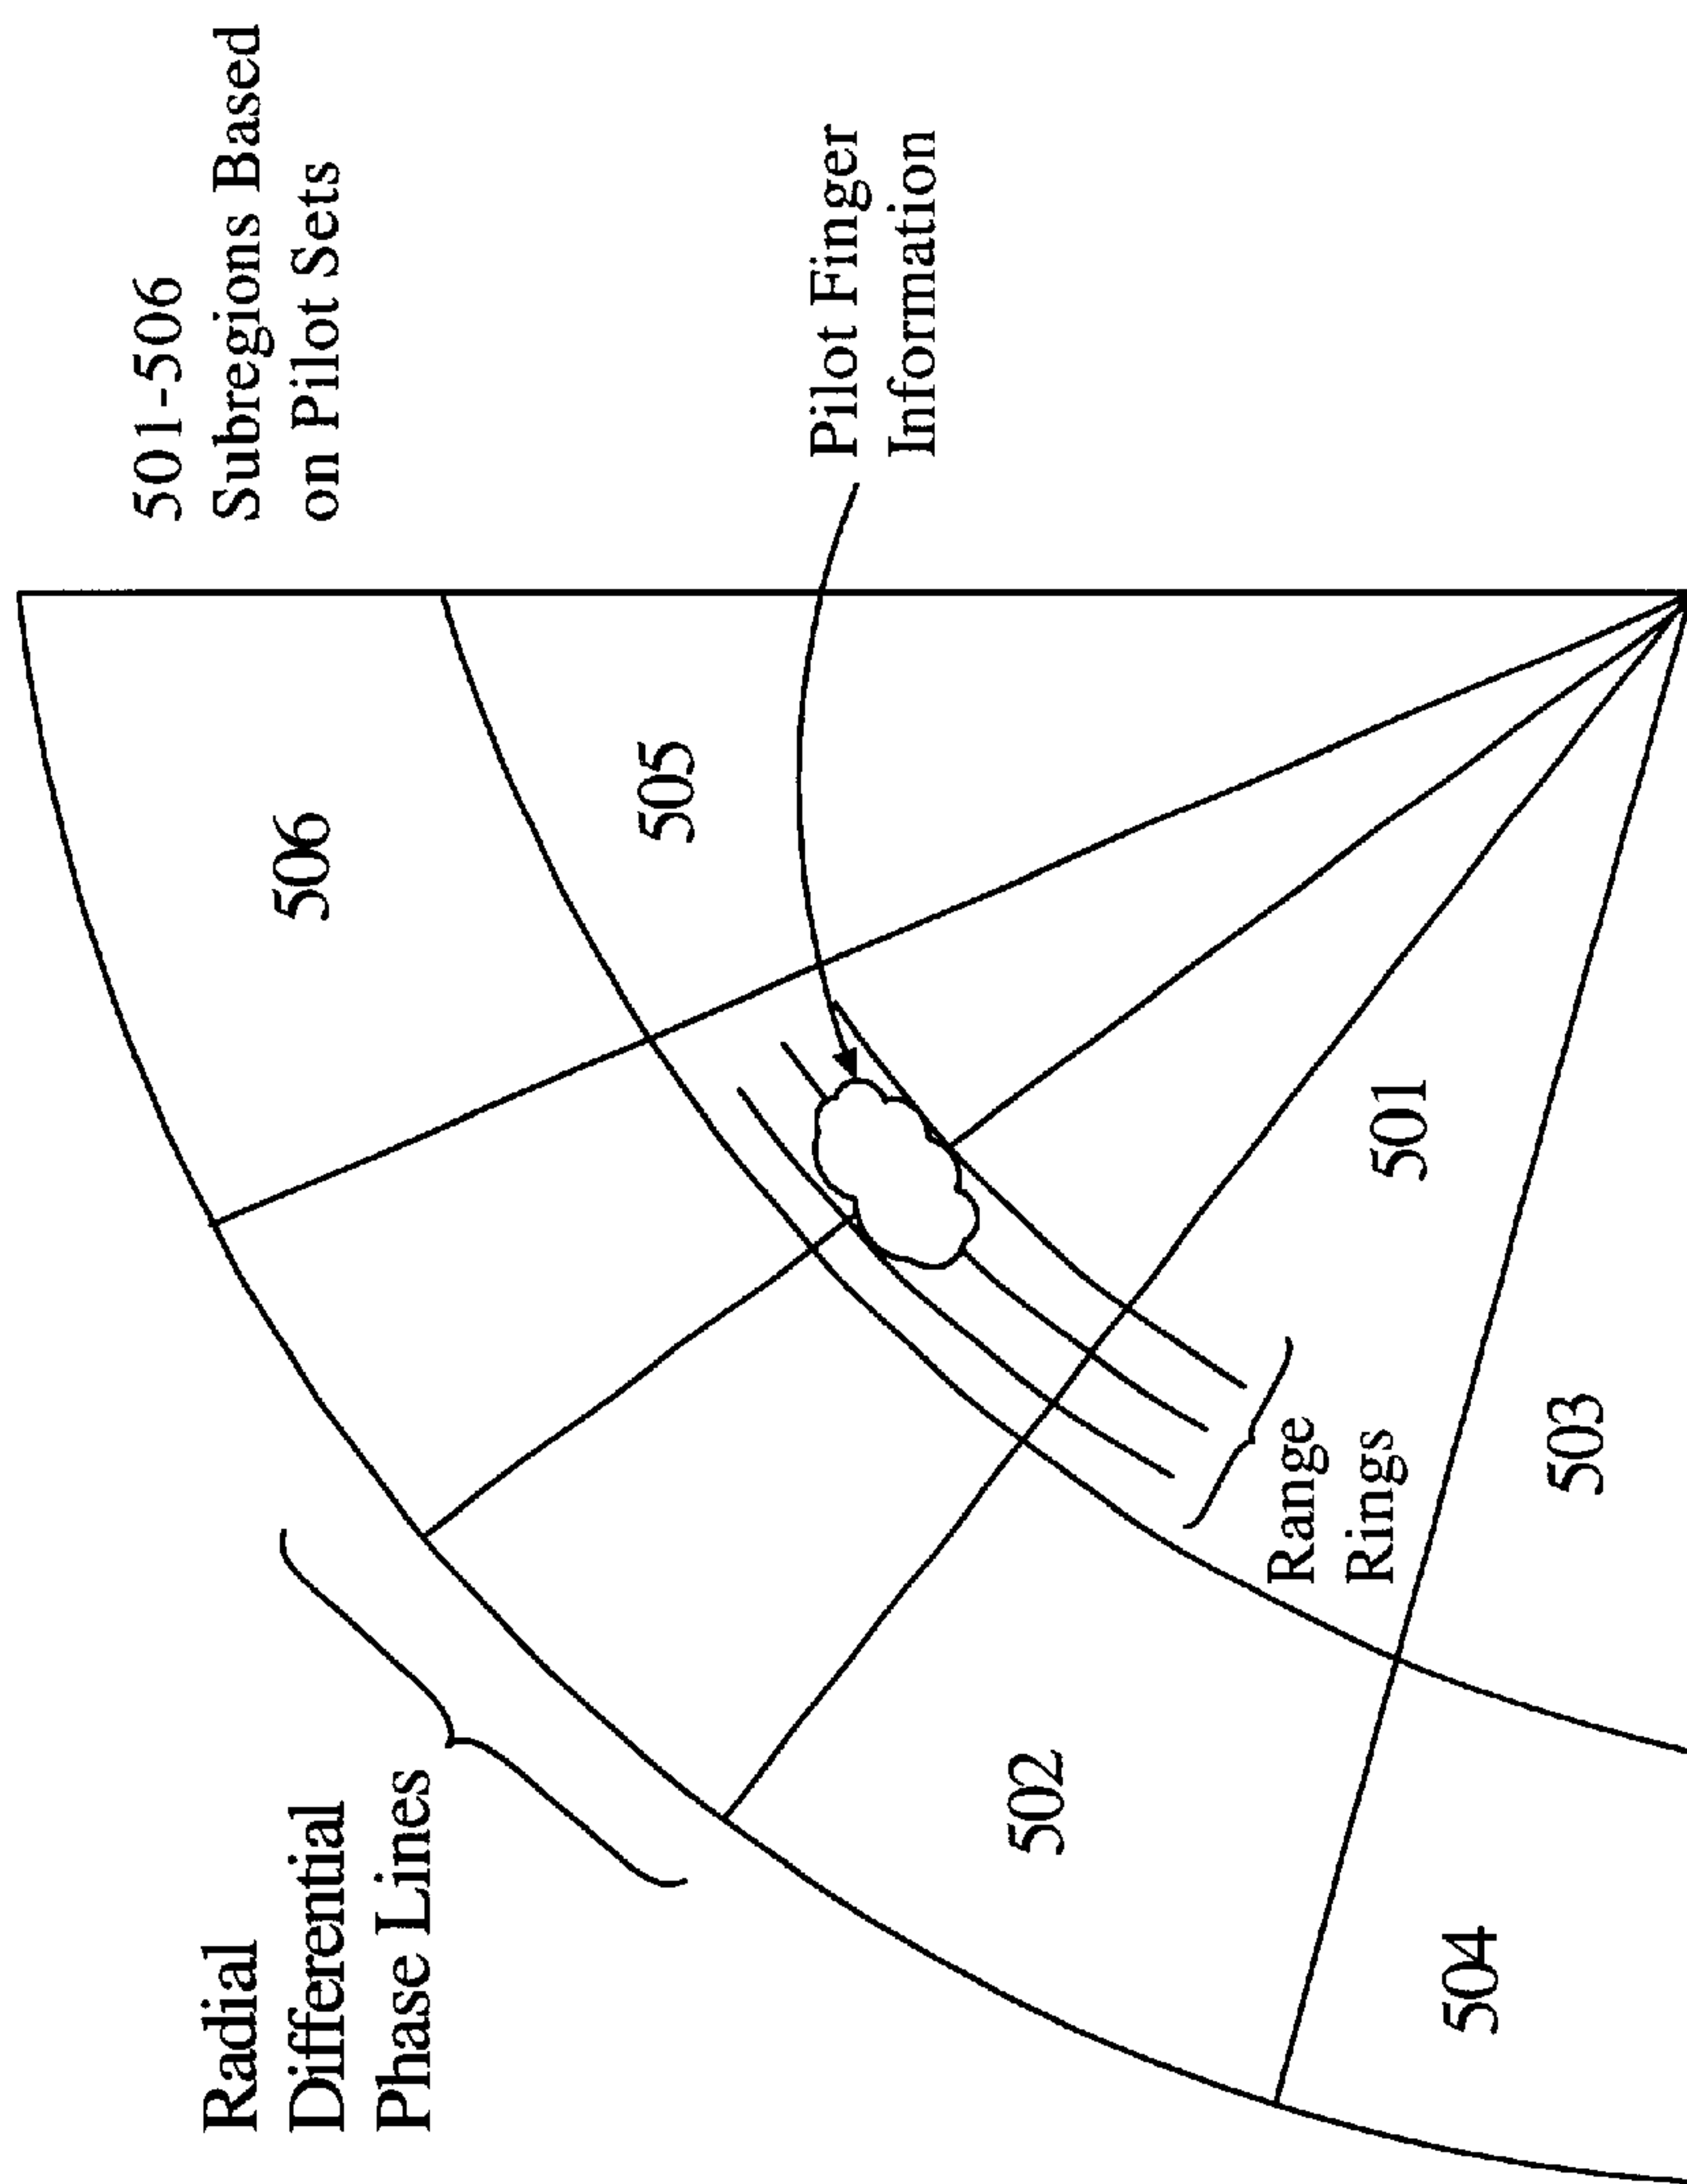 Radial
Differential
Phase Lines
501-506
Subregions Based
on Pilot Sets
506
505
Pilot Finger
Information
502
501
Range
Rings
504
503